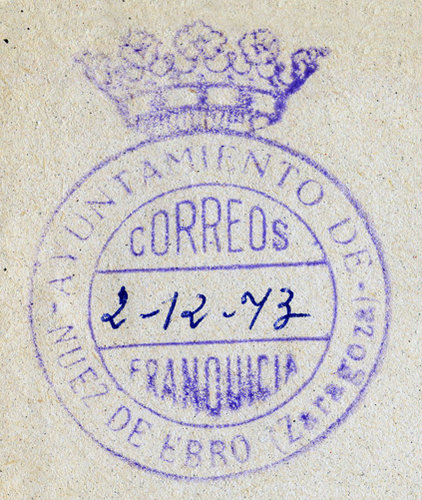 AYUNTAMIENTO DE
NUEZ DE EBRO (Zaragoza)
CORREOS
2-12-73
FRANQUICIA